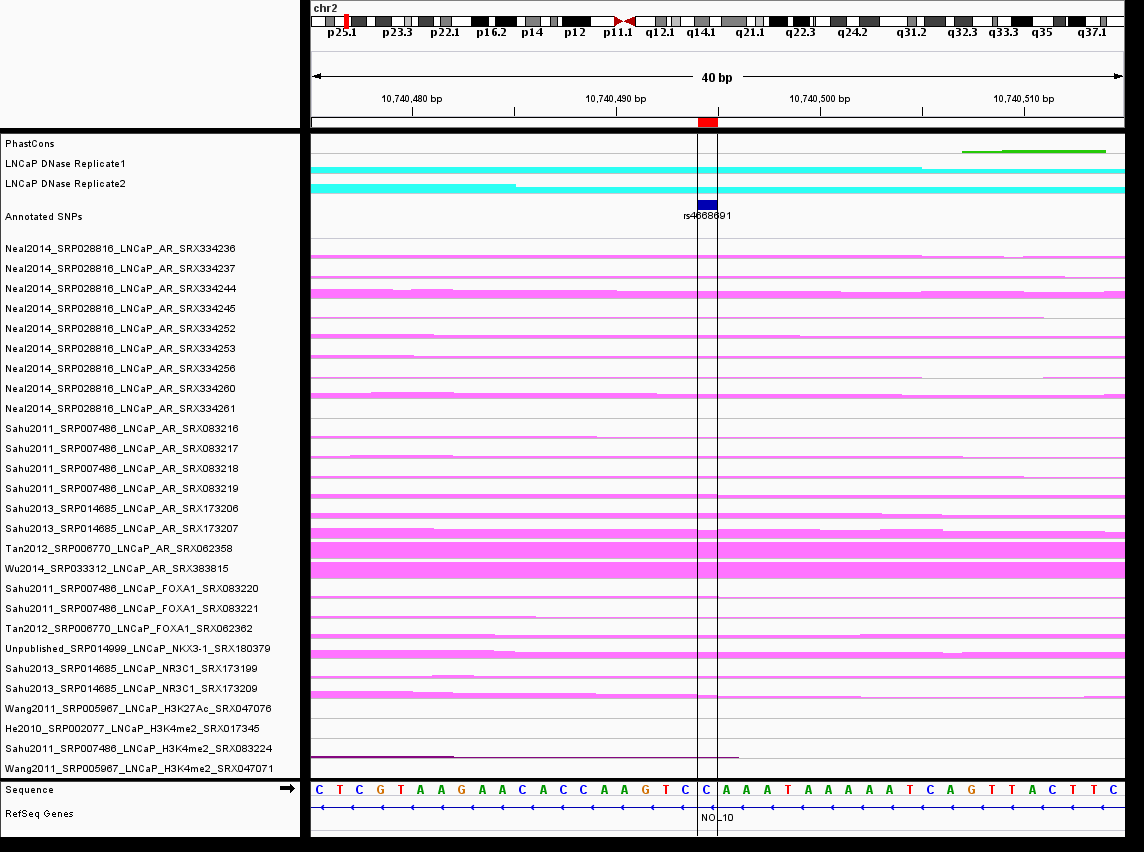 chr2
p25.1 p23.3 p22.1 p16.2 p14 p12 p11.1 q12.1 q14.1 q21.1 q22.3 q24.2 q31.2 q32.3 q33.3 q35 q37.1
40 bp
10,740,480 bp 10,740,490 bp 10,740,500 bp 10,740,510 bp
PhastCons
LNCaP DNase Replicate1
LNCaP DNase Replicate2
Annotated SNPs
rs4668691
Neal2014_SRP028816_LNCaP_AR_SRX334236
Neal2014_SRP028816_LNCaP_AR_SRX334237
Neal2014_SRP028816_LNCaP_AR_SRX334244
Neal2014_SRP028816_LNCaP_AR_SRX334245
Neal2014_SRP028816_LNCaP_AR_SRX334252
Neal2014_SRP028816_LNCaP_AR_SRX334253
Neal2014_SRP028816_LNCaP_AR_SRX334256
Neal2014_SRP028816_LNCaP_AR_SRX334260
Neal2014_SRP028816_LNCaP_AR_SRX334261
Sahu2011_SRP007486_LNCaP_AR_SRX083216
Sahu2011_SRP007486_LNCaP_AR_SRX083217
Sahu2011_SRP007486_LNCaP_AR_SRX083218
Sahu2011_SRP007486_LNCaP_AR_SRX083219
Sahu2013_SRP014685_LNCaP_AR_SRX173206
Sahu2013_SRP014685_LNCaP_AR_SRX173207
Tan2012_SRP006770_LNCaP_AR_SRX062358
Wu2014_SRP033312_LNCaP_AR_SRX383815
Sahu2011_SRP007486_LNCaP_FOXA1_SRX083220
Sahu2011_SRP007486_LNCaP_FOXA1_SRX083221
Tan2012_SRP006770_LNCaP_FOXA1_SRX062362
Unpublished_SRP014999_LNCaP_NKX3-1_SRX180379
Sahu2013_SRP014685_LNCaP_NR3C1_SRX173199
Sahu2013_SRP014685_LNCaP_NR3C1_SRX173209
Wang2011_SRP005967_LNCaP_H3K27Ac_SRX047076
He2010_SRP002077_LNCaP_H3K4me2_SRX017345
Sahu2011_SRP007486_LNCaP_H3K4me2_SRX083224
Wang2011_SRP005967_LNCaP_H3K4me2_SRX047071
Sequence C T C G T A A G A A C A C C A A G T C C A A A T A A A A A T C A G T T A C T T C
RefSeq Genes